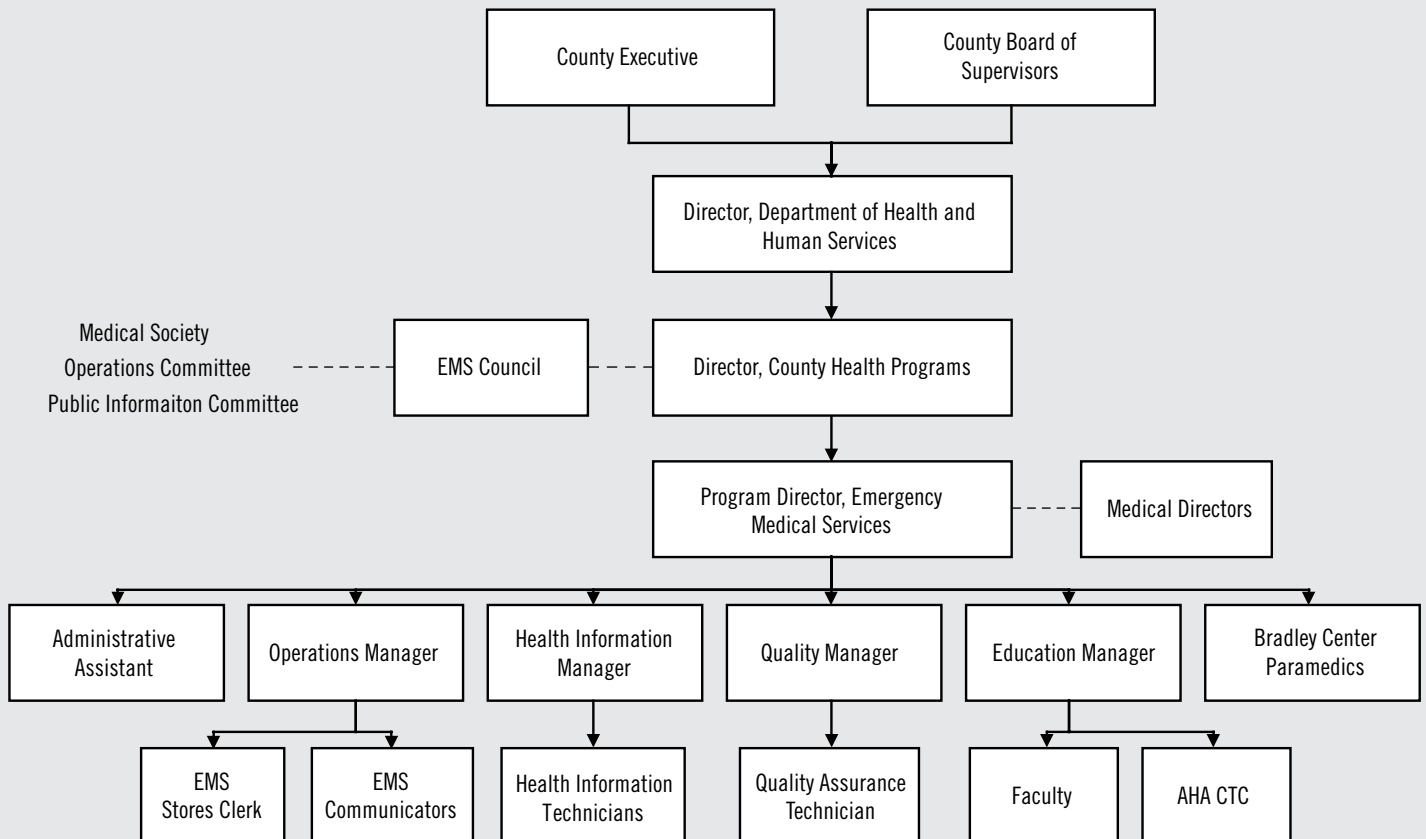 County Executive
County Board of
Supervisors
Director, Department of Health and
Human Services
Medical Society
Operations Committee
Public Informaiton Committee
EMS Council
Director, County Health Programs
Program Director, Emergency
Medical Services
Medical Directors
Administrative
Assistant
Operations Manager
Health Information
Manager
Quality Manager
Education Manager
Bradley Center
Paramedics
EMS
Stores Clerk
EMS
Communicators
Health Information
Technicians
Quality Assurance
Technician
Faculty
AHA CTC